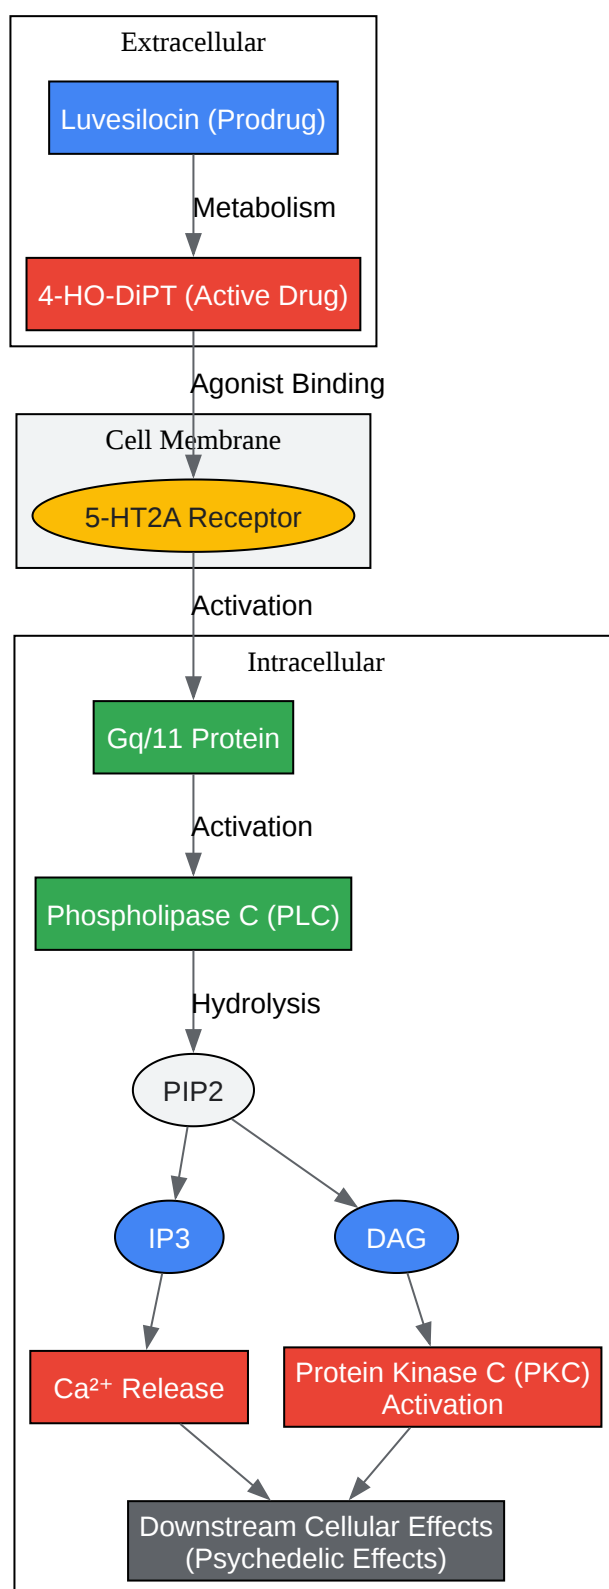 Extracellular
Luvesilocin (Prodrug)
Metabolism
4-HO-DiPT (Active Drug)
Agonist Binding
Cell Membrane
5-HT2A Receptor
Activation
Intracellular
Gq/11 Protein
Activation
Phospholipase C (PLC)
Hydrolysis
PIP2
IP3
DAG
Ca²⁺ Release
Protein Kinase C (PKC)
Activation
Downstream Cellular Effects
(Psychedelic Effects)